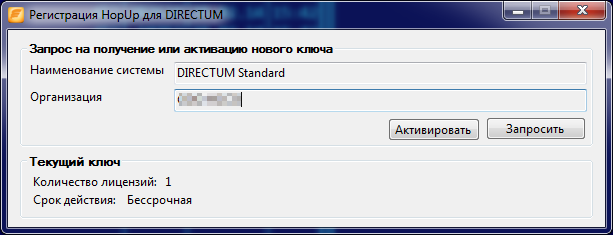 Регистрация HopUp для DIRECTUM
Запрос на получение или активацию нового ключа
Наименование системы DIRECTUM Standard
Организация
Активировать Запросить
Текущий ключ
Количество лицензий: 1
Срок действия: Бессрочная